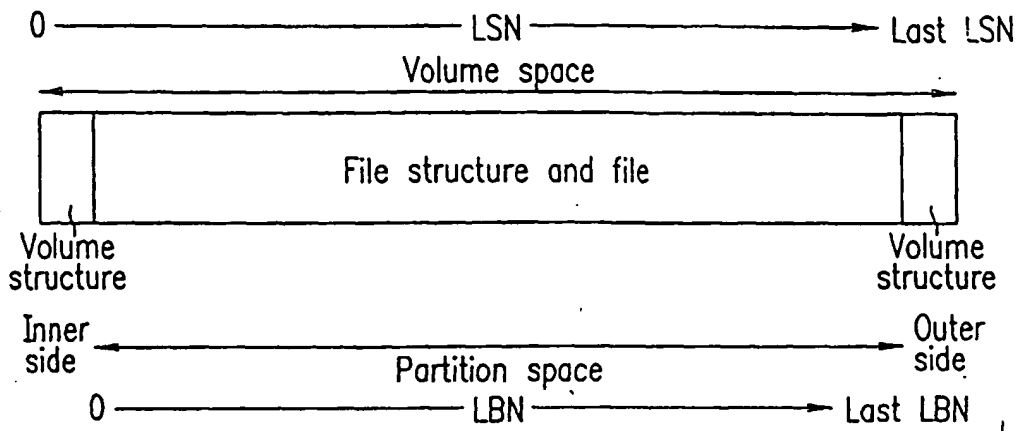 0 LSN Last LSN
Volume space
File structure and file
Volume structure
Volume structure
Inner side
Outer side
Partition space
0 LBN Last LBN